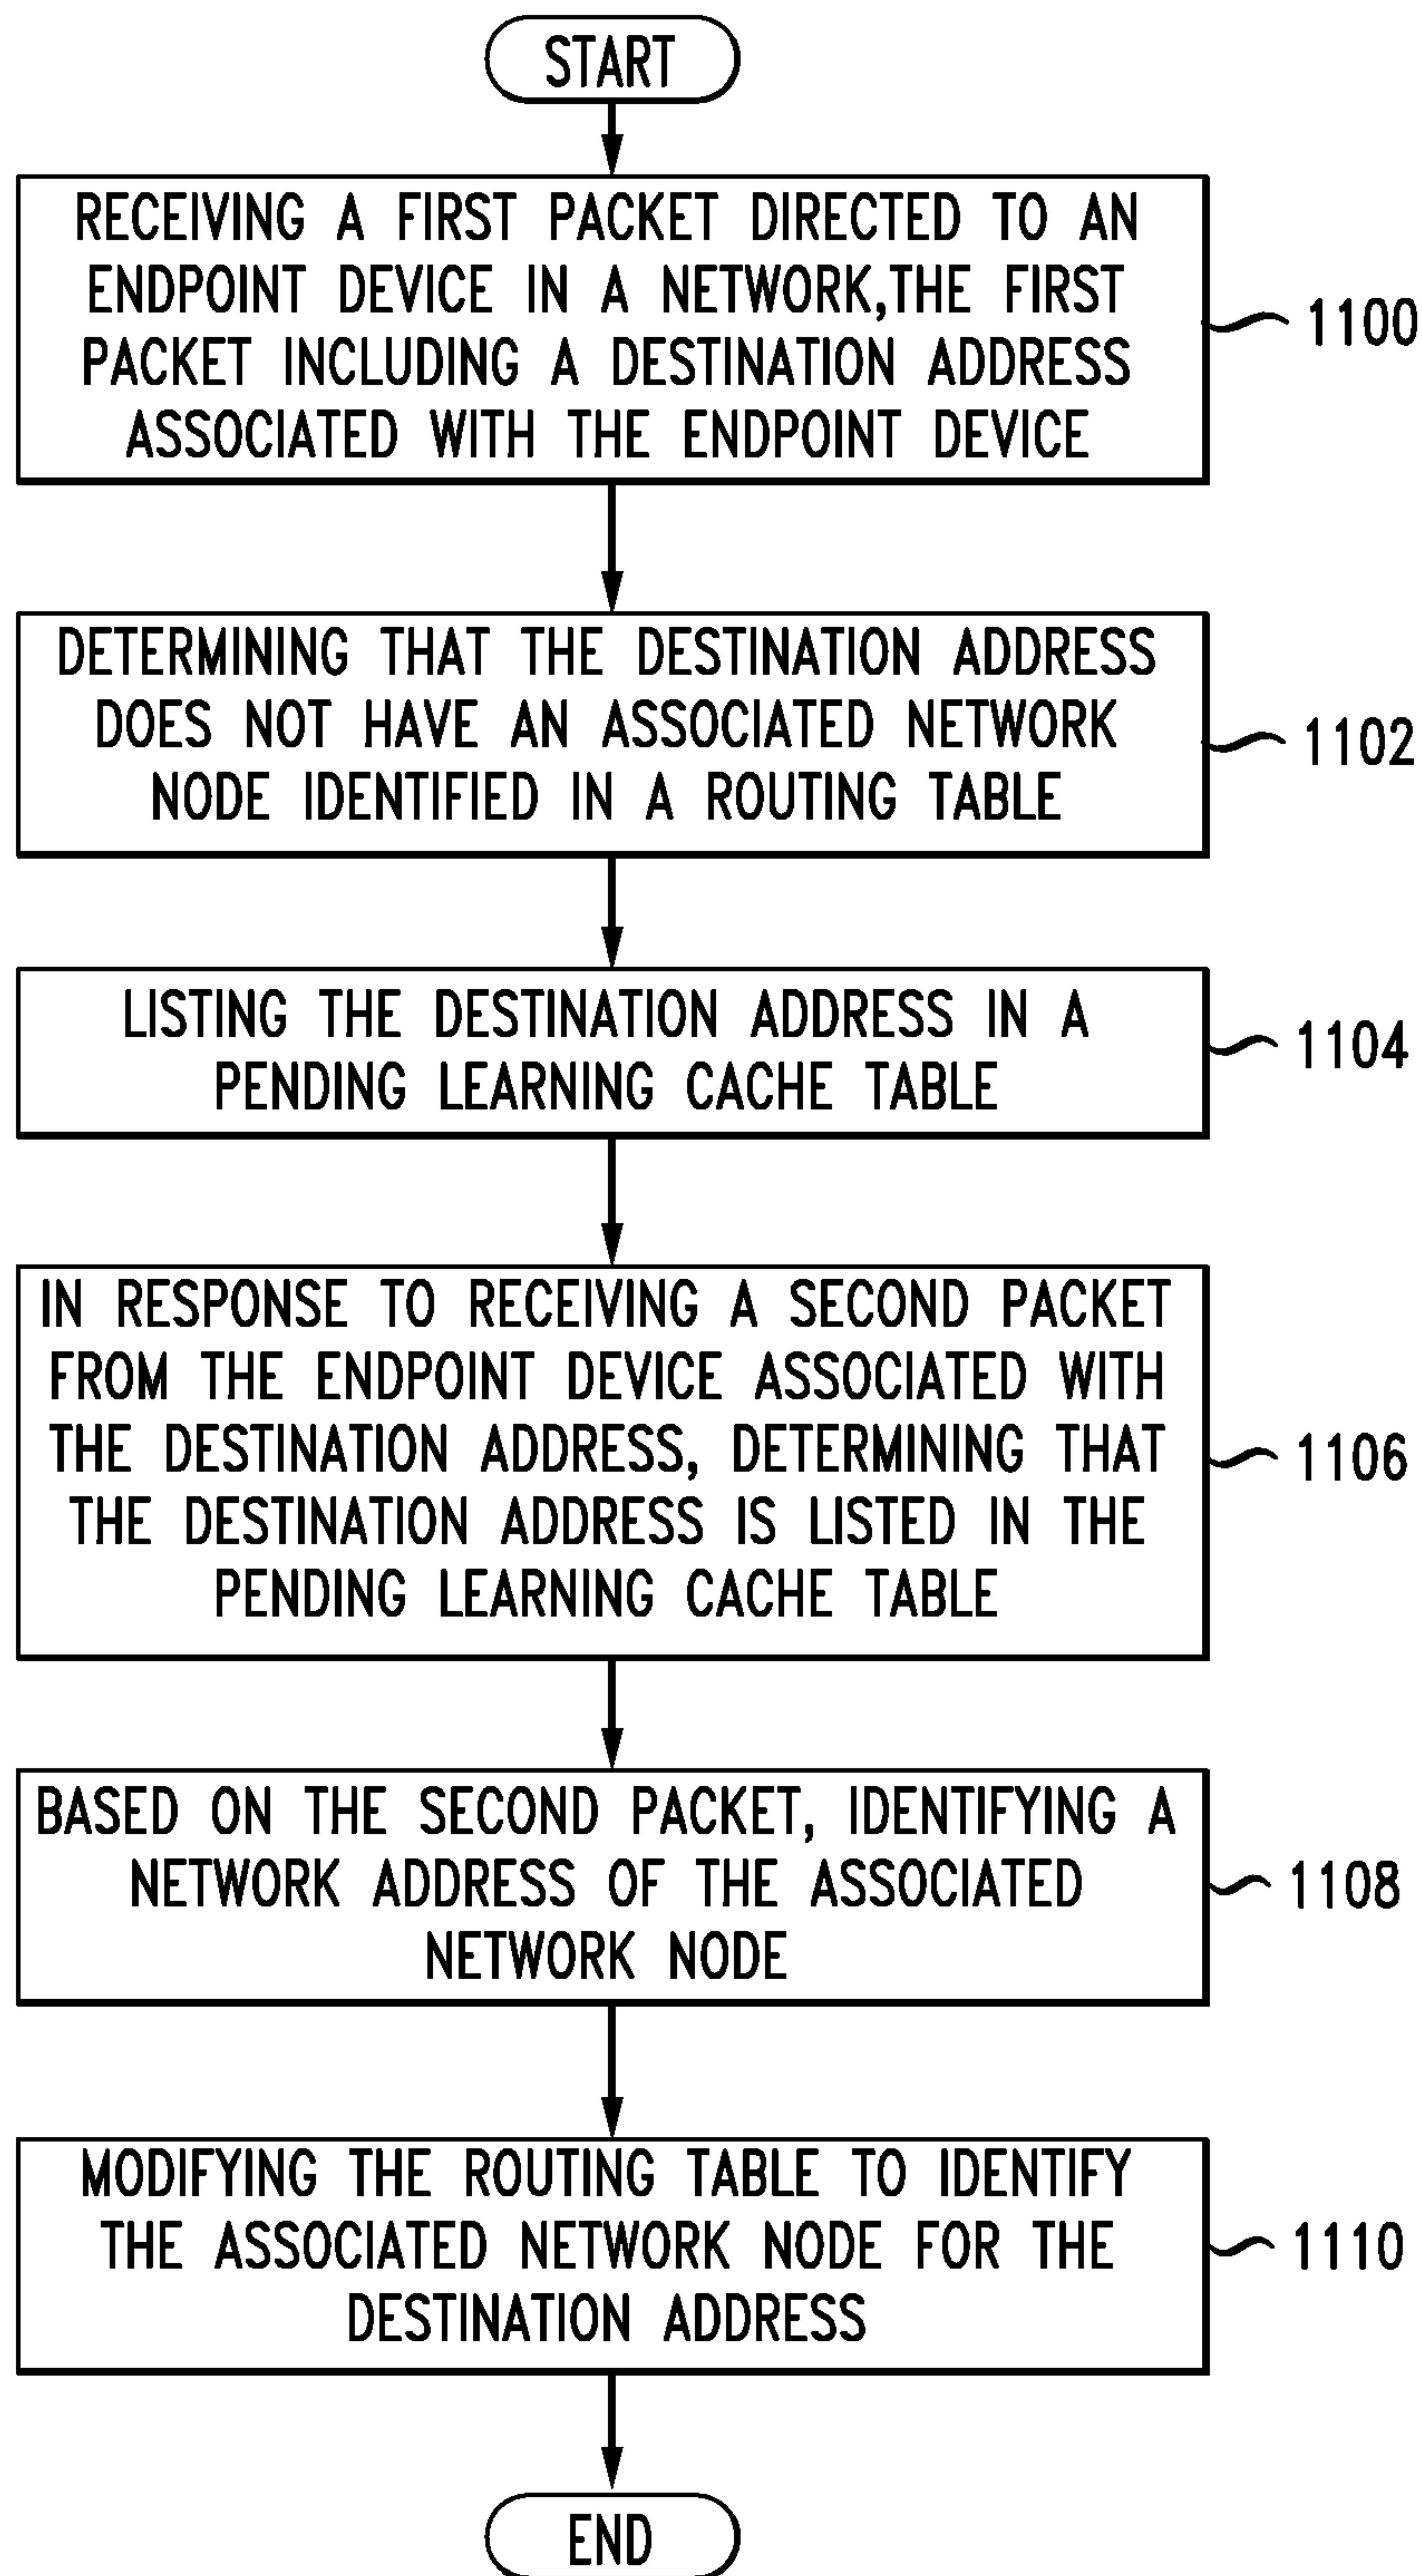 START
RECEIVING A FIRST PACKET DIRECTED TO AN
ENDPOINT DEVICE IN A NETWORK,THE FIRST
PACKET INCLUDING A DESTINATION ADDRESS
ASSOCIATED WITH THE ENDPOINT DEVICE
1100
DETERMINING THAT THE DESTINATION ADDRESS
DOES NOT HAVE AN ASSOCIATED NETWORK
NODE IDENTIFIED IN A ROUTING TABLE
1102
LISTING THE DESTINATION ADDRESS IN A
PENDING LEARNING CACHE TABLE
1104
IN RESPONSE TO RECEIVING A SECOND PACKET
FROM THE ENDPOINT DEVICE ASSOCIATED WITH
THE DESTINATION ADDRESS, DETERMINING THAT
THE DESTINATION ADDRESS IS LISTED IN THE
PENDING LEARNING CACHE TABLE
1106
BASED ON THE SECOND PACKET, IDENTIFYING A
NETWORK ADDRESS OF THE ASSOCIATED
NETWORK NODE
1108
MODIFYING THE ROUTING TABLE TO IDENTIFY
THE ASSOCIATED NETWORK NODE FOR THE
DESTINATION ADDRESS
1110
END